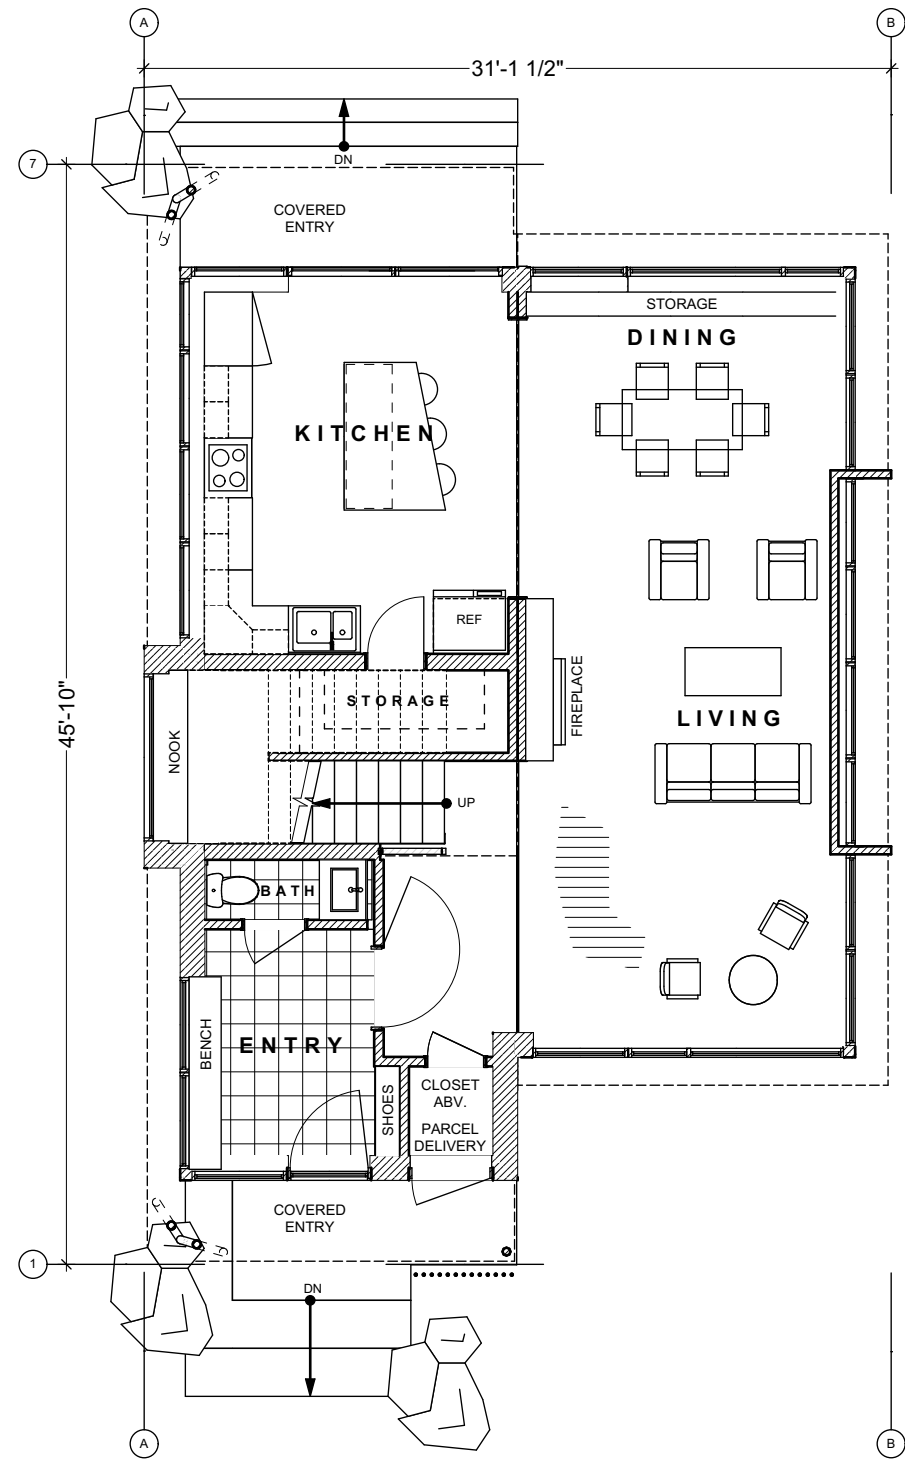 A
B
31'-1 1/2"
7
DN
COVERED
ENTRY
STORAGE
DINING
KITCHEN
REF
STORAGE
FIREPLACE
LIVING
45'-10"
NOOK
UP
BATH
BENCH
ENTRY
SHOES
CLOSET
ABV.
PARCEL
DELIVERY
COVERED
ENTRY
1
DN
A
B